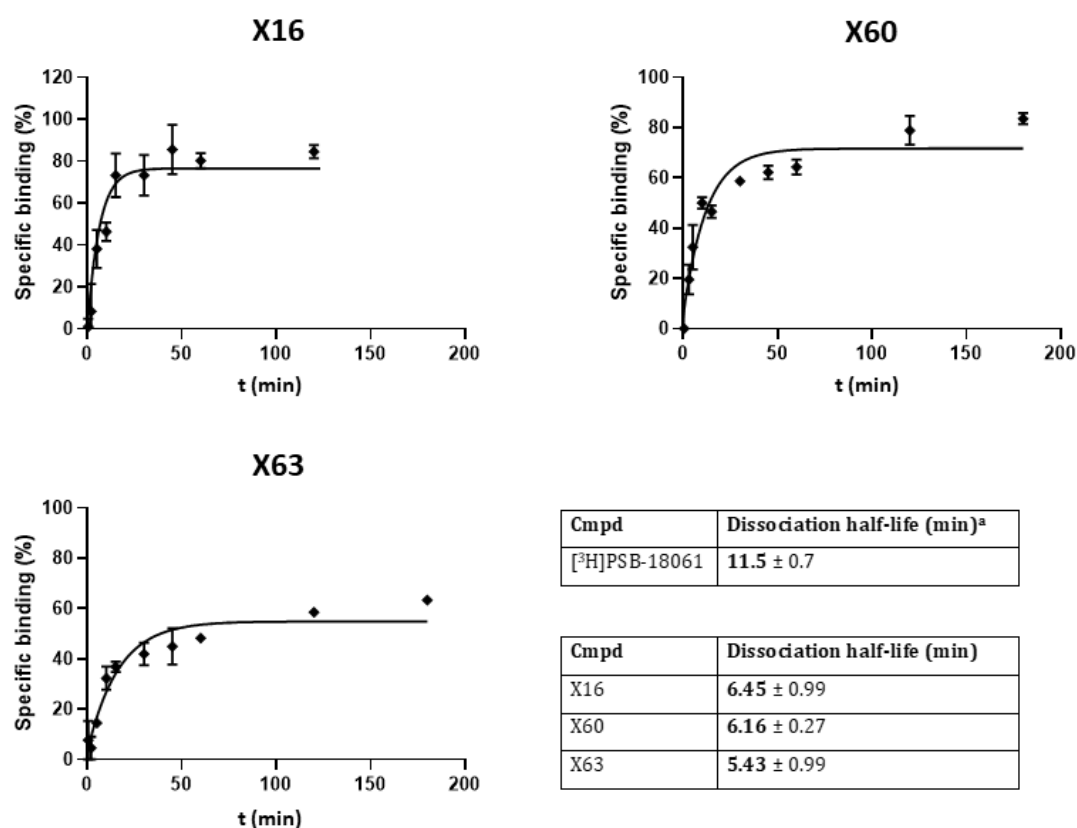 X16
120
100
80
60
40
20
0
Specific binding (%)
0
50
100
150
200
t (min)
X60
100
80
60
40
20
0
Specific binding (%)
0
50
100
150
200
t (min)
X63
100
80
60
40
20
0
Specific binding (%)
0
50
100
150
200
t (min)
Cmpd Dissociation half-life (min)ᵃ
[³H]PSB-18061 11.5 ± 0.7
Cmpd Dissociation half-life (min)
X16 6.45 ± 0.99
X60 6.16 ± 0.27
X63 5.43 ± 0.99